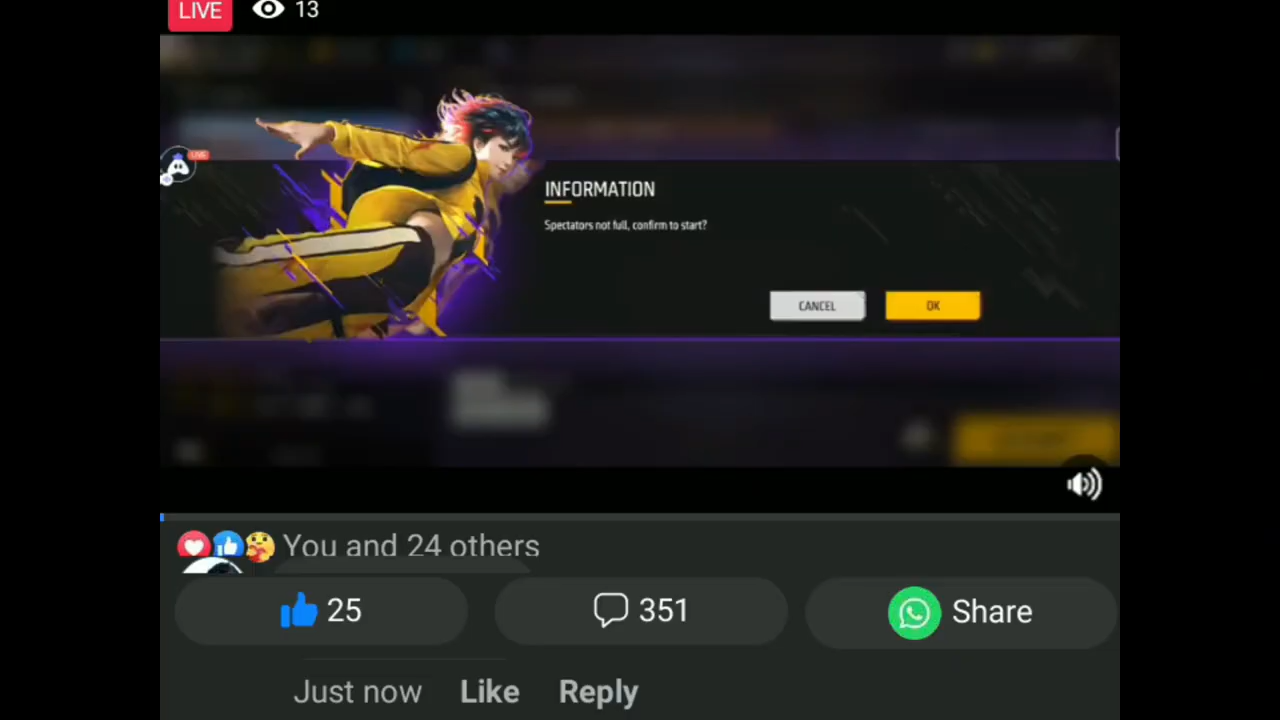 LIVE 13
LIVE
INFORMATION
Spectators not full, confirm to start?
CANCEL OK
You and 24 others
25 351 Share
Just now Like Reply